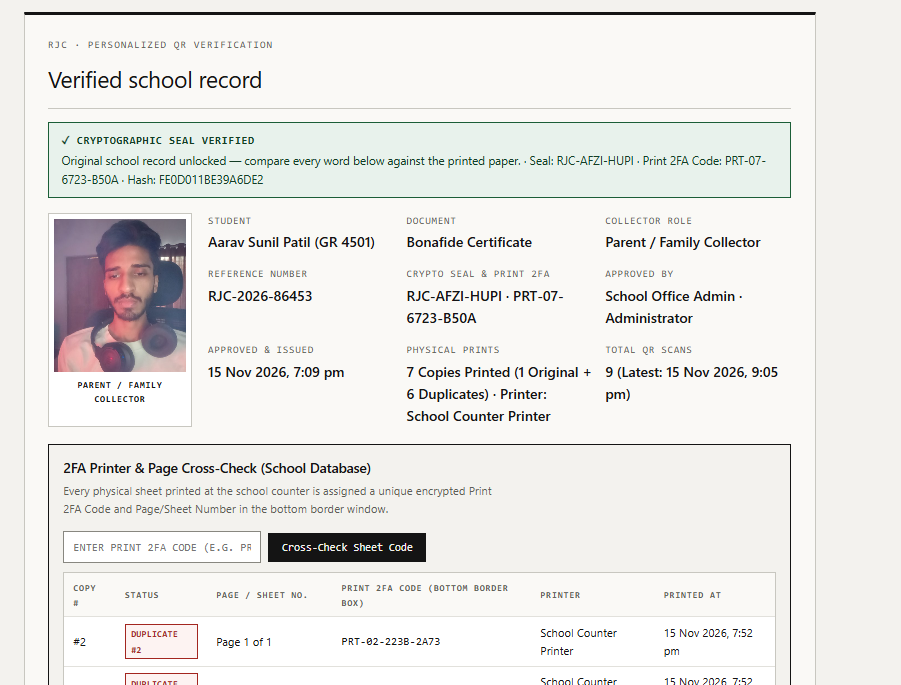 RJC · PERSONALIZED QR VERIFICATION
Verified school record
✓ CRYPTOGRAPHIC SEAL VERIFIED
Original school record unlocked — compare every word below against the printed paper. · Seal: RJC-AFZI-HUPI · Print 2FA Code: PRT-07-
6723-B50A · Hash: FE0D011BE39A6DE2
PARENT / FAMILY
COLLECTOR
STUDENT
Aarav Sunil Patil (GR 4501)
DOCUMENT
Bonafide Certificate
COLLECTOR ROLE
Parent / Family Collector
REFERENCE NUMBER
RJC-2026-86453
CRYPTO SEAL & PRINT 2FA
RJC-AFZI-HUPI · PRT-07-
6723-B50A
APPROVED BY
School Office Admin ·
Administrator
APPROVED & ISSUED
15 Nov 2026, 7:09 pm
PHYSICAL PRINTS
7 Copies Printed (1 Original +
6 Duplicates) · Printer:
School Counter Printer
TOTAL QR SCANS
9 (Latest: 15 Nov 2026, 9:05
pm)
2FA Printer & Page Cross-Check (School Database)
Every physical sheet printed at the school counter is assigned a unique encrypted Print
2FA Code and Page/Sheet Number in the bottom border window.
ENTER PRINT 2FA CODE (E.G. PR
Cross-Check Sheet Code
COPY
#
STATUS
PAGE / SHEET NO.
PRINT 2FA CODE (BOTTOM BORDER
BOX)
PRINTER
PRINTED AT
#2
DUPLICATE
#2
Page 1 of 1
PRT-02-223B-2A73
School Counter
Printer
15 Nov 2026, 7:52
pm
DUPLICATE
School Counter
15 Nov 2026, 7:52